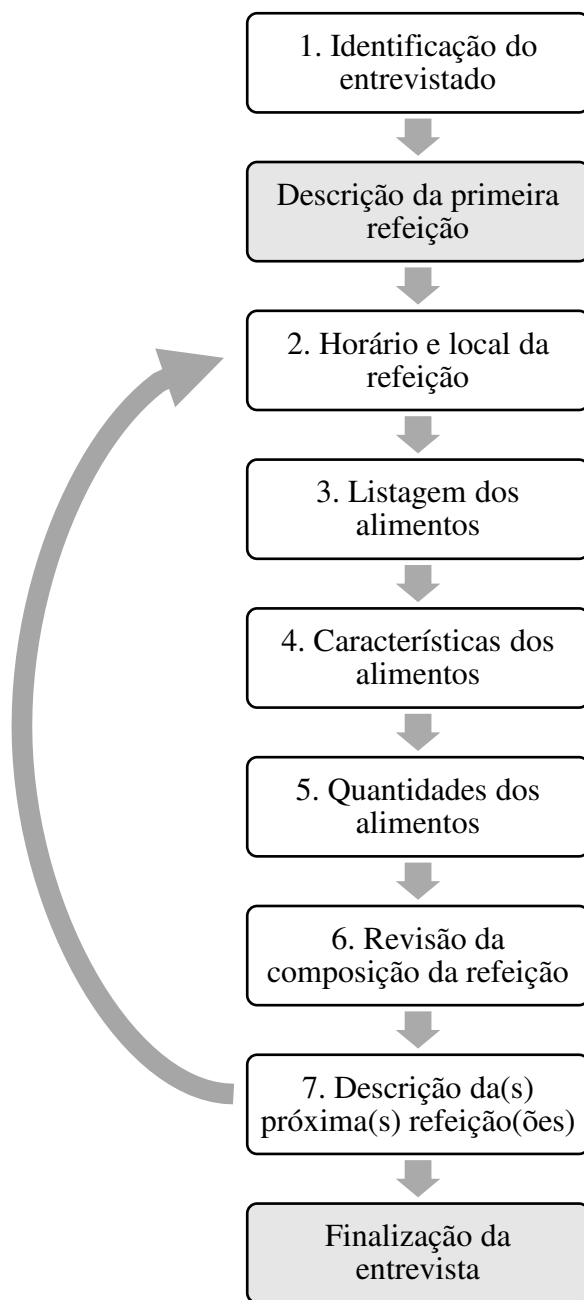 1. Identificação do
entrevistado
Descrição da primeira
refeição
2. Horário e local da
refeição
3. Listagem dos
alimentos
4. Características dos
alimentos
5. Quantidades dos
alimentos
6. Revisão da
composição da refeição
7. Descrição da(s)
próxima(s) refeição(ões)
Finalização da
entrevista